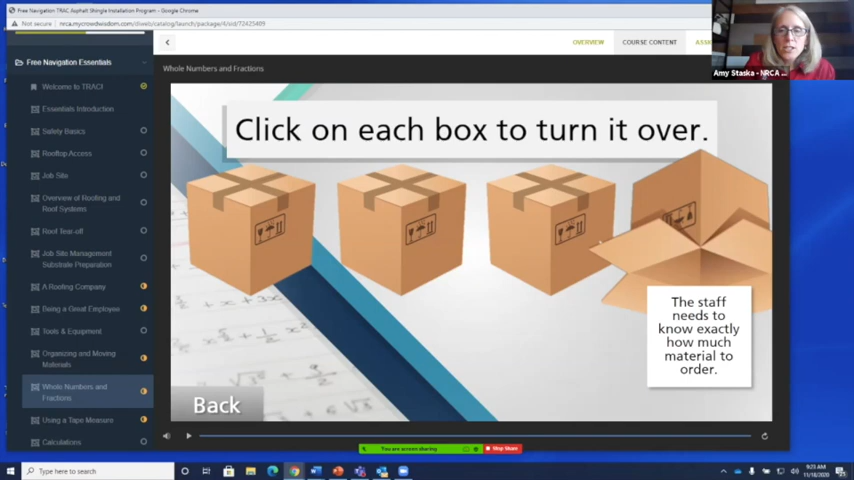 Free Navigation TRAC Asphalt Shingle Installation Program - Google Chrome
Not secure | nrca.mycrowdwisdom.com/diweb/catalog/launch/package/4/sid/72425409
Amy Staska - NRCA ...
OVERVIEW
COURSE CONTENT
Free Navigation Essentials
Welcome to TRAC!
Essentials Introduction
Safety Basics
Rooftop Access
Job Site
Overview of Roofing and
Roof Systems
Roof Tear-off
Job Site Management
Substrate Preparation
A Roofing Company
Being a Great Employee
Tools & Equipment
Organizing and Moving
Materials
Whole Numbers and
Fractions
Using a Tape Measure
Calculations
Whole Numbers and Fractions
Click on each box to turn it over.
The staff
needs to
know exactly
how much
material to
order.
Back
You are screen sharing
Stop Share
Type here to search
9:23 AM
11/18/2020